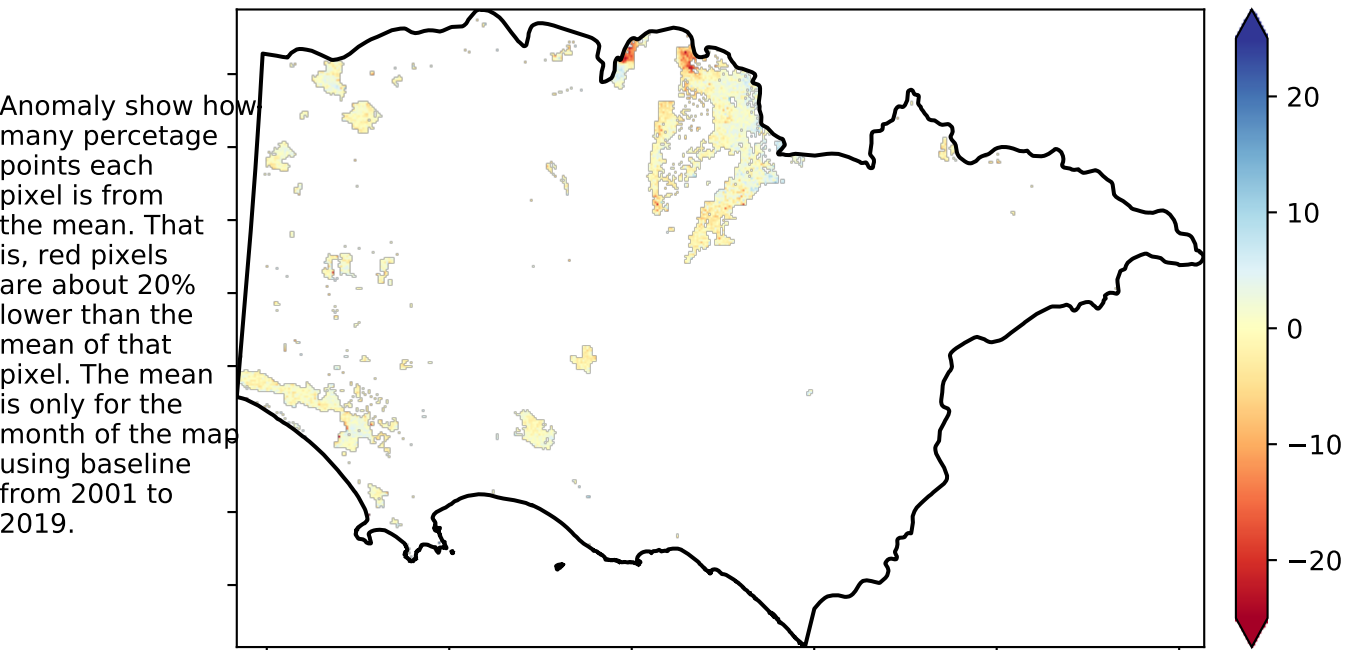 Anomaly show how
many percetage
points each
pixel is from
the mean. That
is, red pixels
are about 20%
lower than the
mean of that
pixel. The mean
is only for the
month of the map
using baseline
from 2001 to
2019.
20
10
0
−10
−20